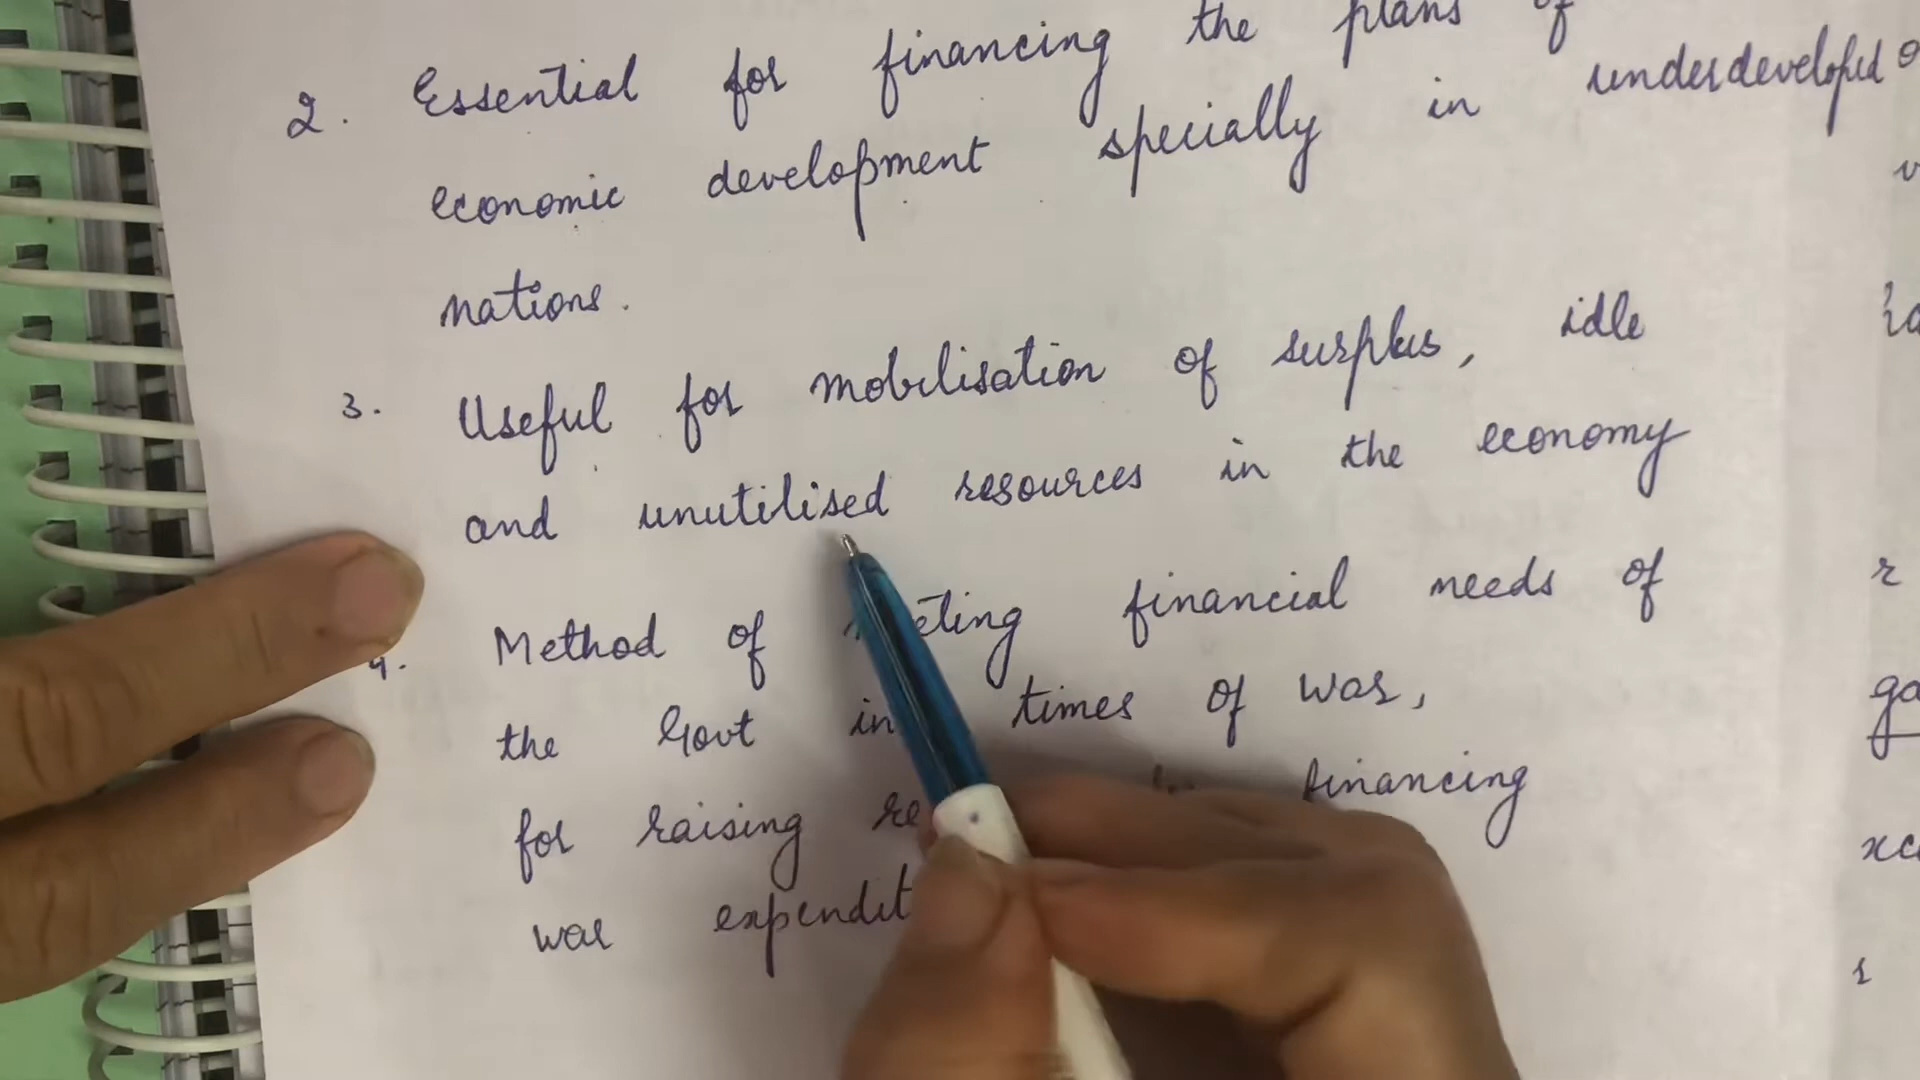 2. Essential for financing the plans of
economic development specially in underdeveloped
nations.
3. Useful for mobilisation of surplus, idle
and unutilised resources in the economy
4. Method of financial needs of
the Govt in times of war,
for raising financing
war